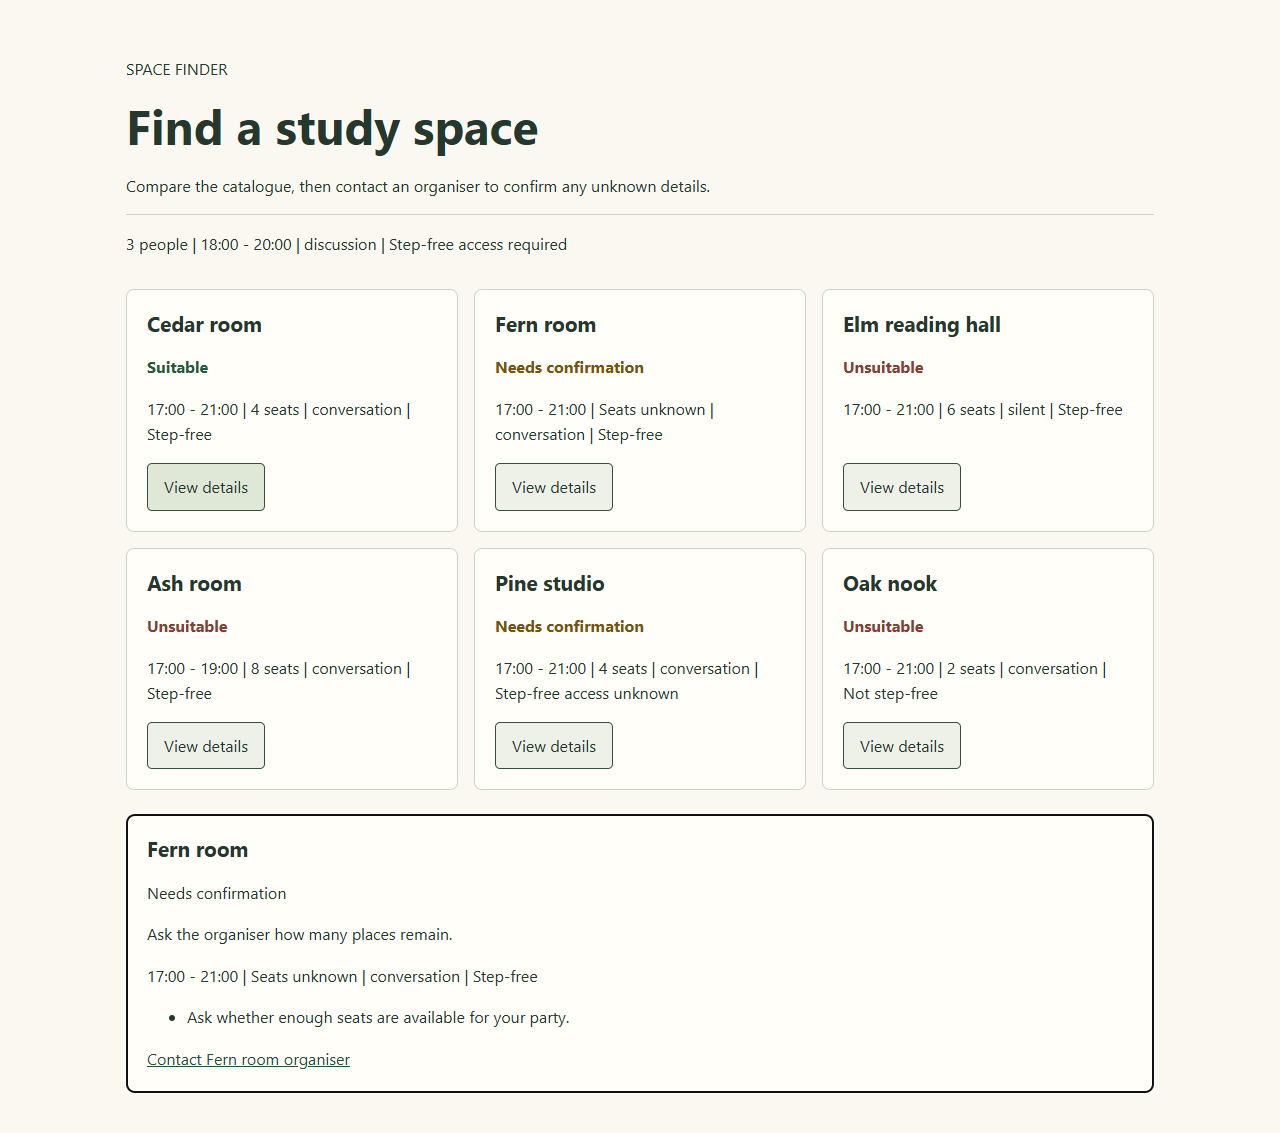 SPACE FINDER
Find a study space
Compare the catalogue, then contact an organiser to confirm any unknown details.
3 people | 18:00 - 20:00 | discussion | Step-free access required
Cedar room
Suitable
17:00 - 21:00 | 4 seats | conversation |
Step-free
View details
Fern room
Needs confirmation
17:00 - 21:00 | Seats unknown |
conversation | Step-free
View details
Elm reading hall
Unsuitable
17:00 - 21:00 | 6 seats | silent | Step-free
View details
Ash room
Unsuitable
17:00 - 19:00 | 8 seats | conversation |
Step-free
View details
Pine studio
Needs confirmation
17:00 - 21:00 | 4 seats | conversation |
Step-free access unknown
View details
Oak nook
Unsuitable
17:00 - 21:00 | 2 seats | conversation |
Not step-free
View details
Fern room
Needs confirmation
Ask the organiser how many places remain.
17:00 - 21:00 | Seats unknown | conversation | Step-free
• Ask whether enough seats are available for your party.
Contact Fern room organiser